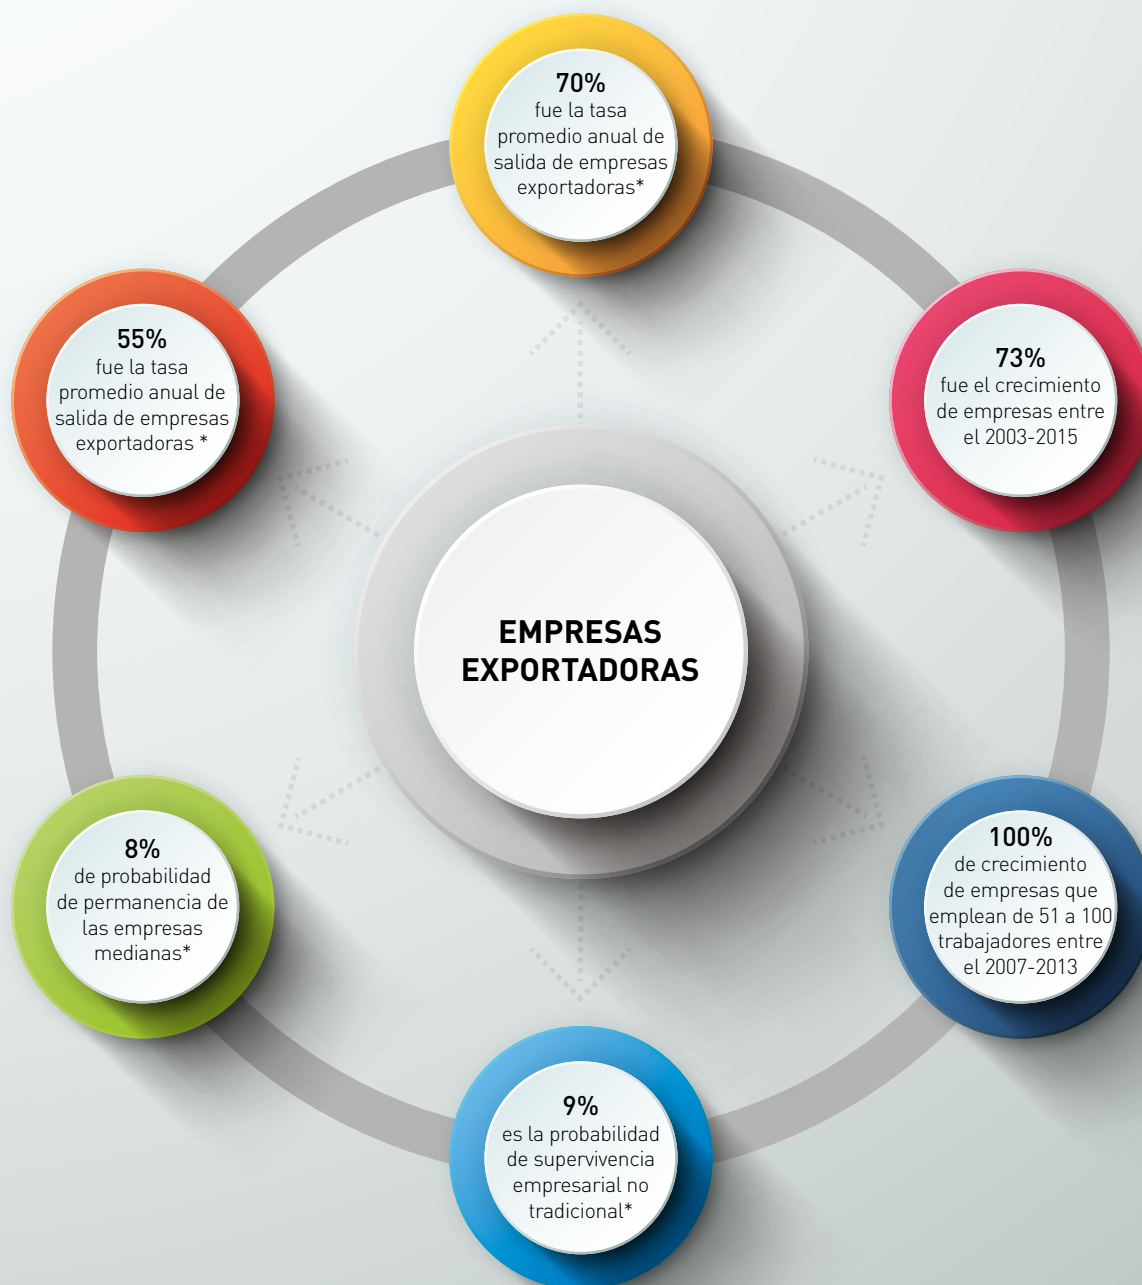 70%
fue la tasa
promedio anual de
salida de empresas
exportadoras*
55%
fue la tasa
promedio anual de
salida de empresas
exportadoras *
73%
fue el crecimiento
de empresas entre
el 2003-2015
EMPRESAS
EXPORTADORAS
8%
de probabilidad
de permanencia de
las empresas
medianas*
100%
de crecimiento
de empresas que
emplean de 51 a 100
trabajadores entre
el 2007-2013
9%
es la probabilidad
de supervivencia
empresarial no
tradicional*